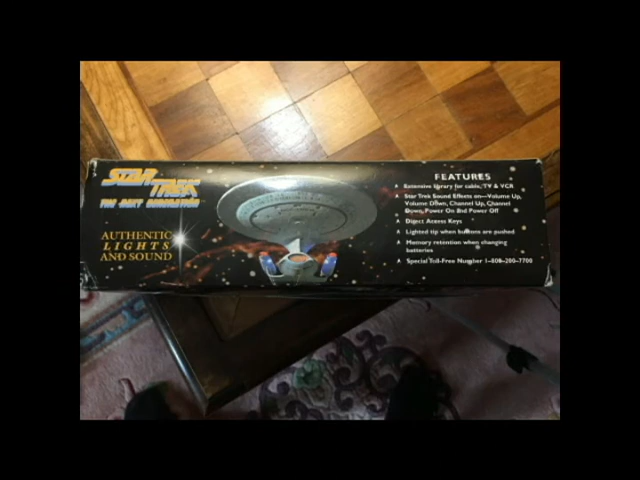 STAR TREK
THE NEXT GENERATION
AUTHENTIC
LIGHTS
AND SOUND
FEATURES
Extensive library for cable, TV & VCR
Star Trek Sound Effects on—Volume Up,
Volume Down, Channel Up, Channel
Down, Power On and Power Off
Direct Access Keys
Lighted tip when buttons are pushed
Memory retention when changing
batteries
Special Toll-Free Number 1-800-200-7700